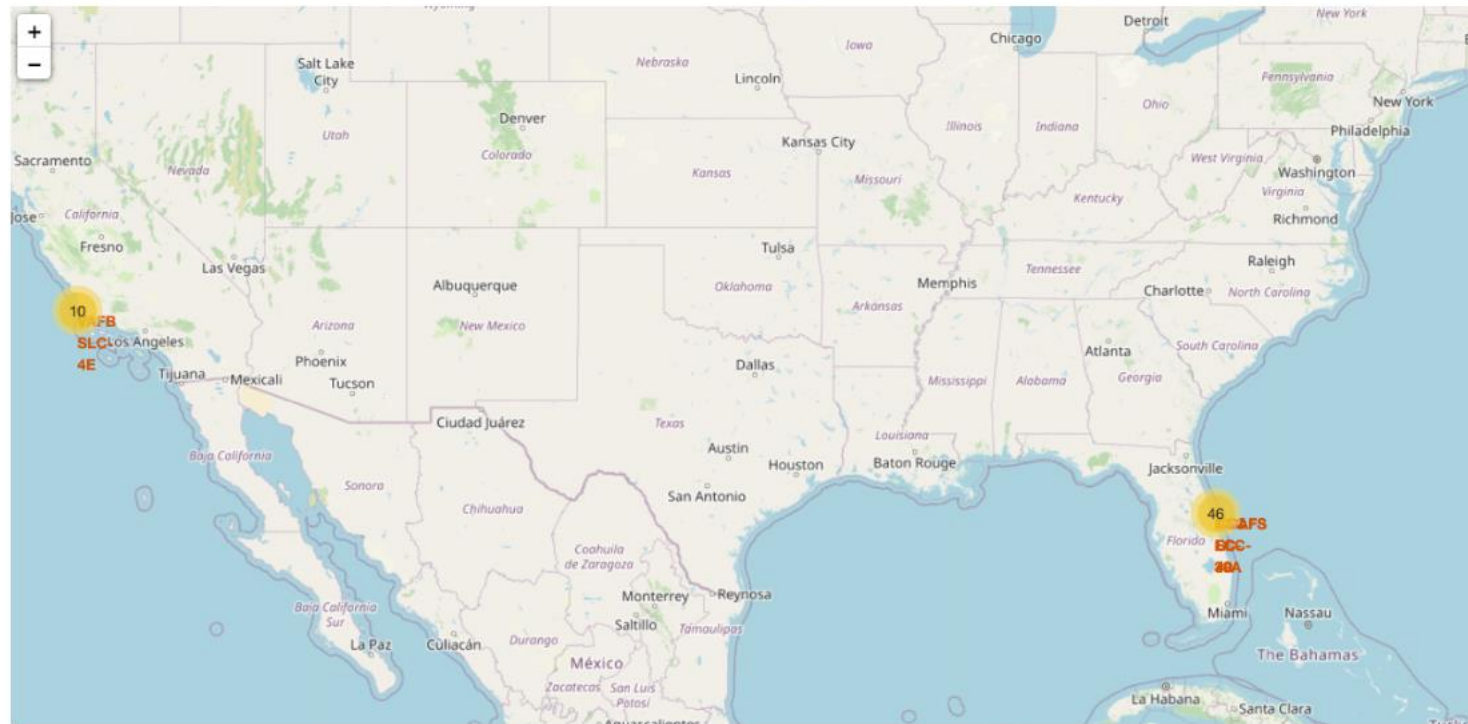 +
−
Wyoming
Detroit
New York
Chicago
Iowa
Salt Lake
City
Nebraska
Lincoln
Pennsylvania
New York
Denver
Utah
Ohio
Illinois
Indiana
Philadelphia
Sacramento
Nevada
Colorado
Kansas City
Kansas
Missouri
West Virginia
Washington
Virginia
Jose
California
Kentucky
Richmond
Fresno
Las Vegas
Tulsa
Raleigh
Tennessee
Albuquerque
Oklahoma
Memphis
Charlotte
North Carolina
10
Arkansas
Arizona
New Mexico
SLC-
Los Angeles
4E
Phoenix
Dallas
Atlanta
South Carolina
Tijuana
Mexicali
Tucson
Mississippi
Alabama
Georgia
Ciudad Juárez
Texas
Louisiana
Baja California
Austin
Houston
Baton Rouge
Jacksonville
Sonora
San Antonio
Chihuahua
46
Florida
Coahuila
de Zaragoza
Monterrey
Reynosa
Miami
Nassau
Baja California
Sur
Saltillo
Tamaulipas
Durango
La Paz
Culiacán
México
The Bahamas
Zacatecas
San Luis
Potosí
La Habana
Santa Clara
Aguascalientes